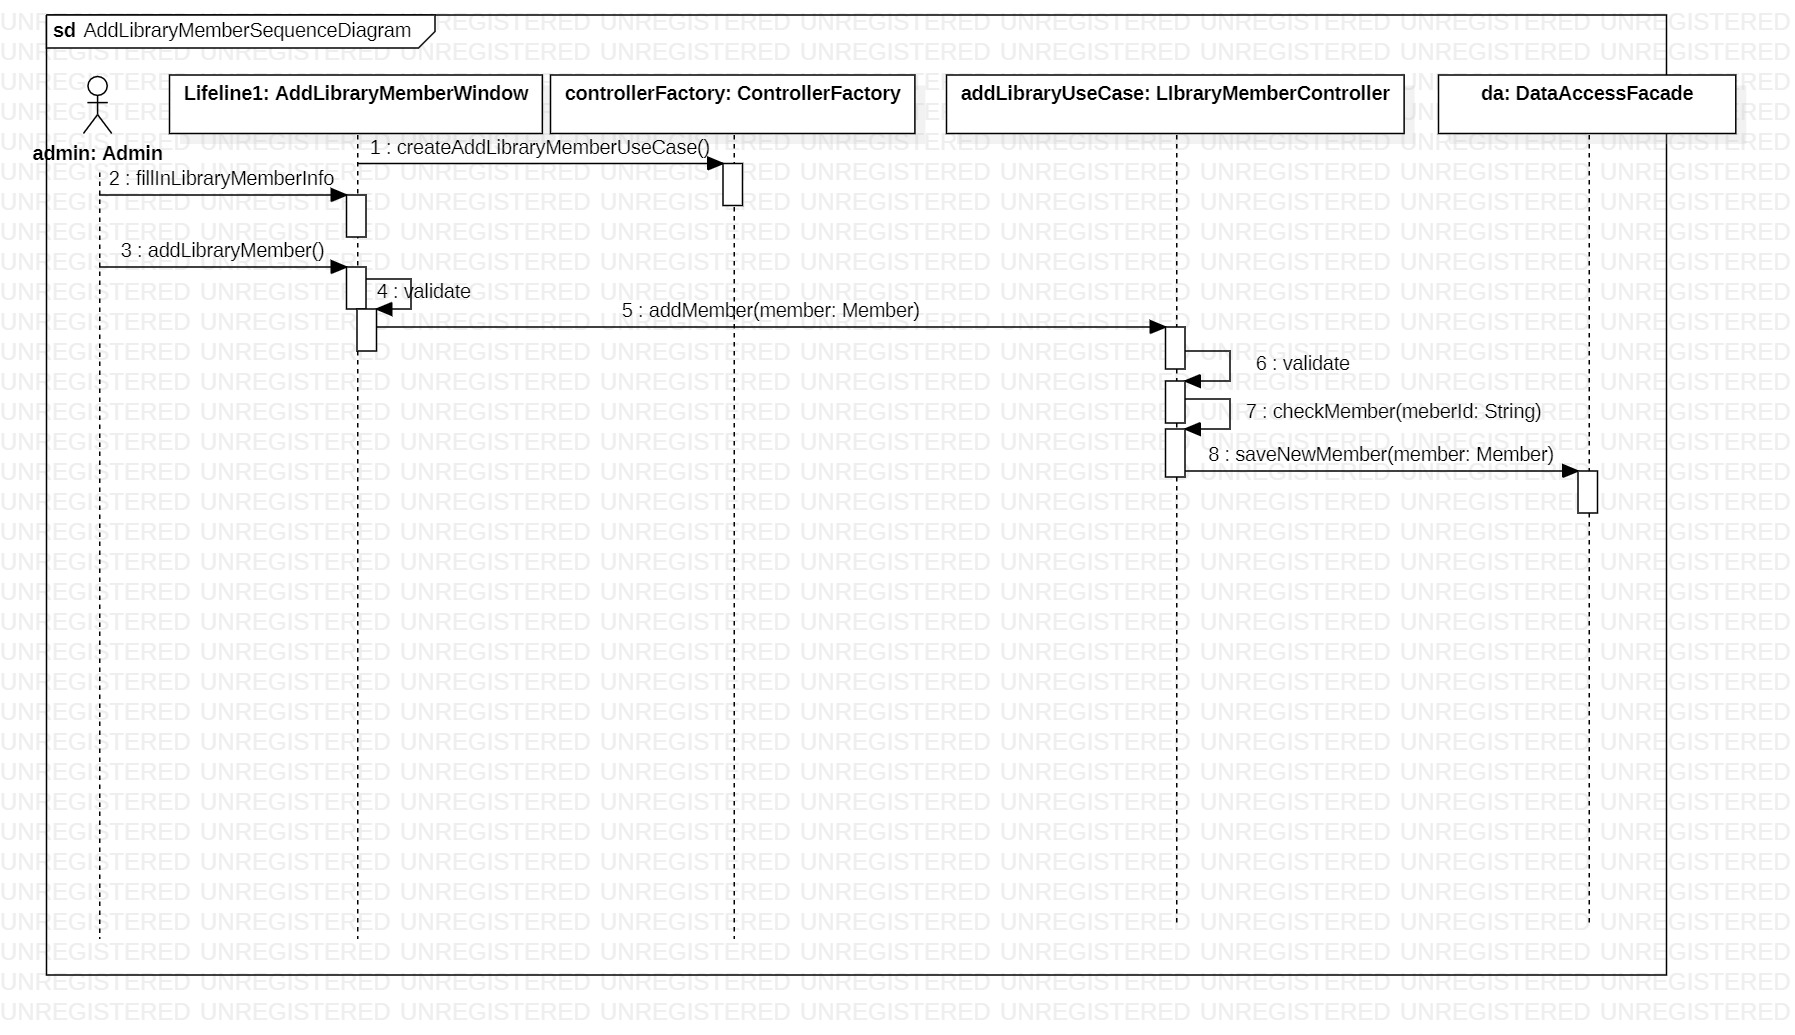 sd AddLibraryMemberSequenceDiagram
Lifeline1: AddLibraryMemberWindow
controllerFactory: ControllerFactory
addLibraryUseCase: LIbraryMemberController
da: DataAccessFacade
admin: Admin
1 : createAddLibraryMemberUseCase()
2 : fillInLibraryMemberInfo
3 : addLibraryMember()
4 : validate
5 : addMember(member: Member)
6 : validate
7 : checkMember(meberId: String)
8 : saveNewMember(member: Member)
UNREGISTERED